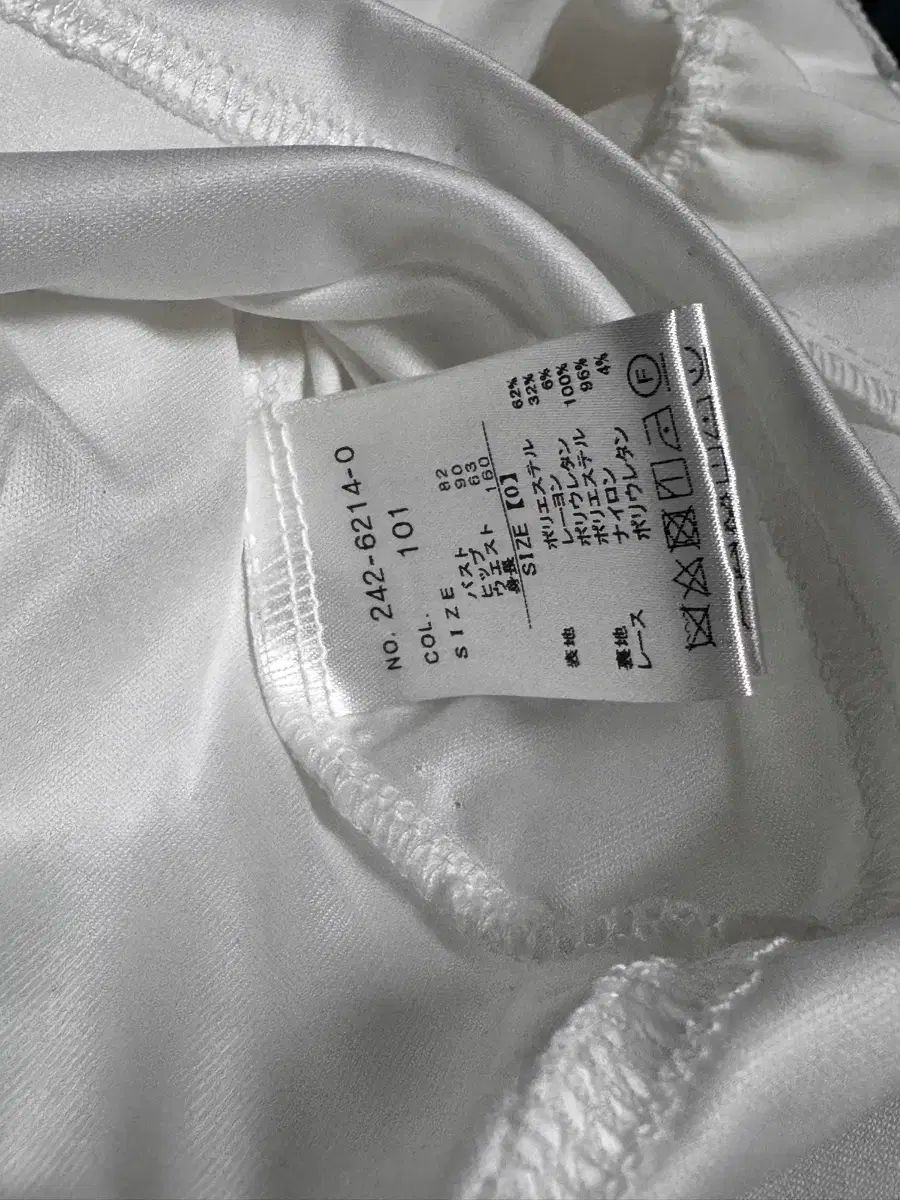 NO. 242-6214-0
COL. 101
SIZE
バスト 82
ヒップ 90
ウエスト 63
身長 160
SIZE 【0】
表地 ポリエステル 62%
レーヨン 32%
ポリウレタン 6%
裏地 ポリエステル 100%
レース ナイロン 96%
ポリウレタン 4%
F